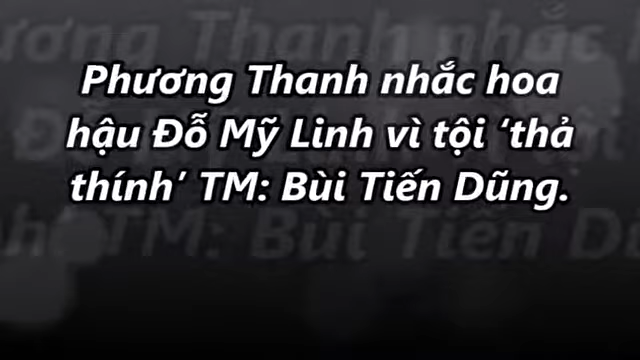 Phương Thanh nhắc hoa
hậu Đỗ Mỹ Linh vì tội ‘thả
thính’ TM: Bùi Tiến Dũng.